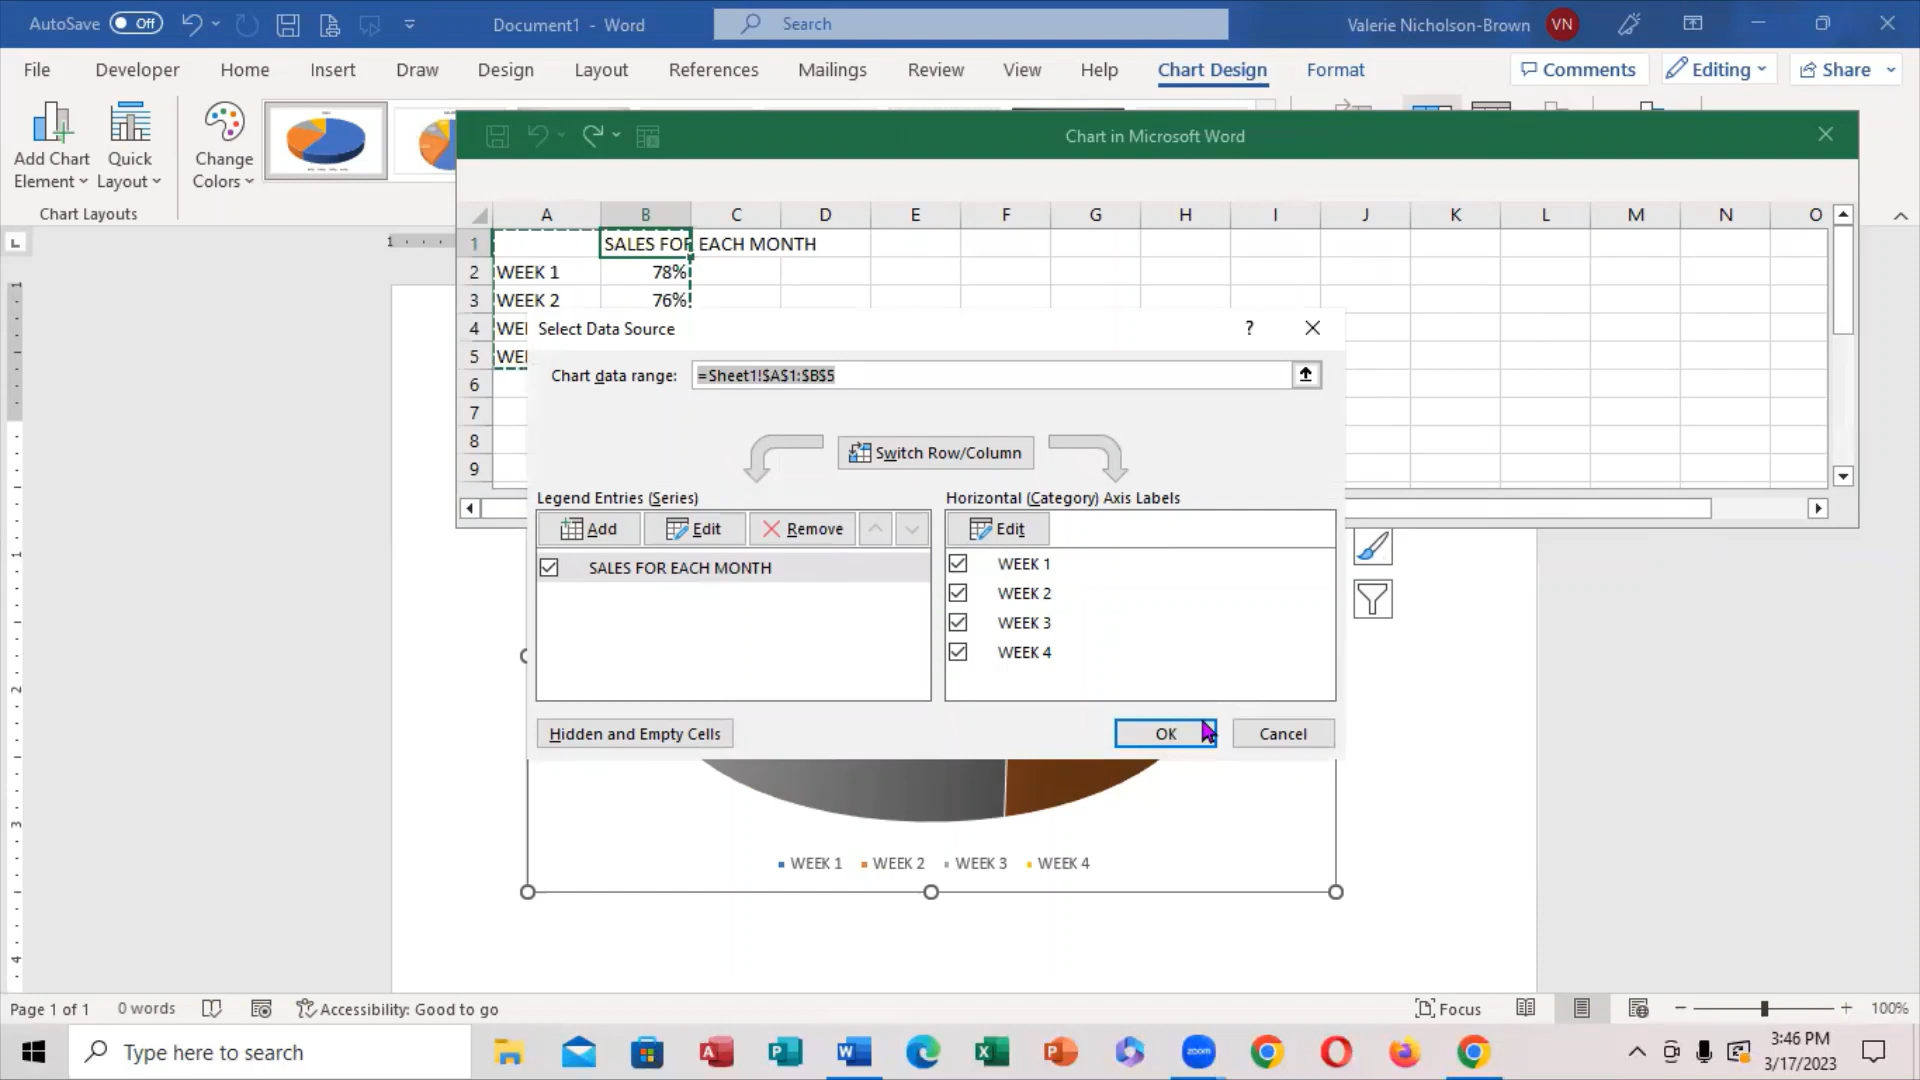 AutoSave Off Document1 - Word Search Valerie Nicholson-Brown VN
File Developer Home Insert Draw Design Layout References Mailings Review View Help Chart Design Format Comments Editing Share
Add Chart Element
Quick Layout
Change Colors
Chart Layouts
Chart in Microsoft Word
A B C D E F G H I J K L M N O
1 SALES FOR EACH MONTH
2 WEEK 1 78%
3 WEEK 2 76%
4
5
6
7
8
9
Select Data Source ?
Chart data range: =Sheet1!$A$1:$B$5
Switch Row/Column
Legend Entries (Series) Horizontal (Category) Axis Labels
Add Edit Remove Edit
SALES FOR EACH MONTH
WEEK 1
WEEK 2
WEEK 3
WEEK 4
Hidden and Empty Cells OK Cancel
WEEK 1 WEEK 2 WEEK 3 WEEK 4
Page 1 of 1 0 words Accessibility: Good to go Focus 100%
Type here to search zoom 3:46 PM
3/17/2023